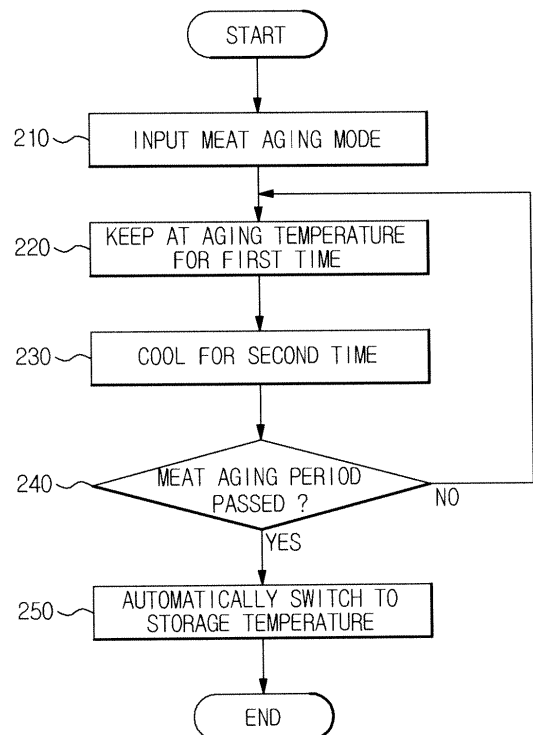 START
210
INPUT MEAT AGING MODE
220
KEEP AT AGING TEMPERATURE
FOR FIRST TIME
230
COOL FOR SECOND TIME
240
MEAT AGING PERIOD
PASSED ?
NO
YES
250
AUTOMATICALLY SWITCH TO
STORAGE TEMPERATURE
END